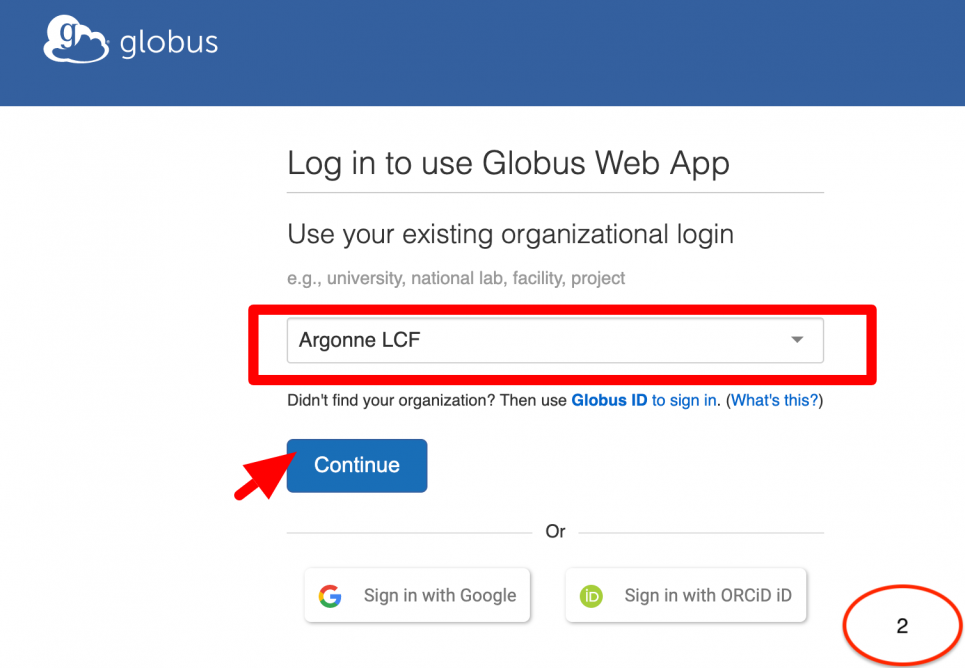 globus
Log in to use Globus Web App
Use your existing organizational login
e.g., university, national lab, facility, project
Argonne LCF
Didn't find your organization? Then use Globus ID to sign in. (What's this?)
Continue
Or
Sign in with Google
iD Sign in with ORCiD iD
2